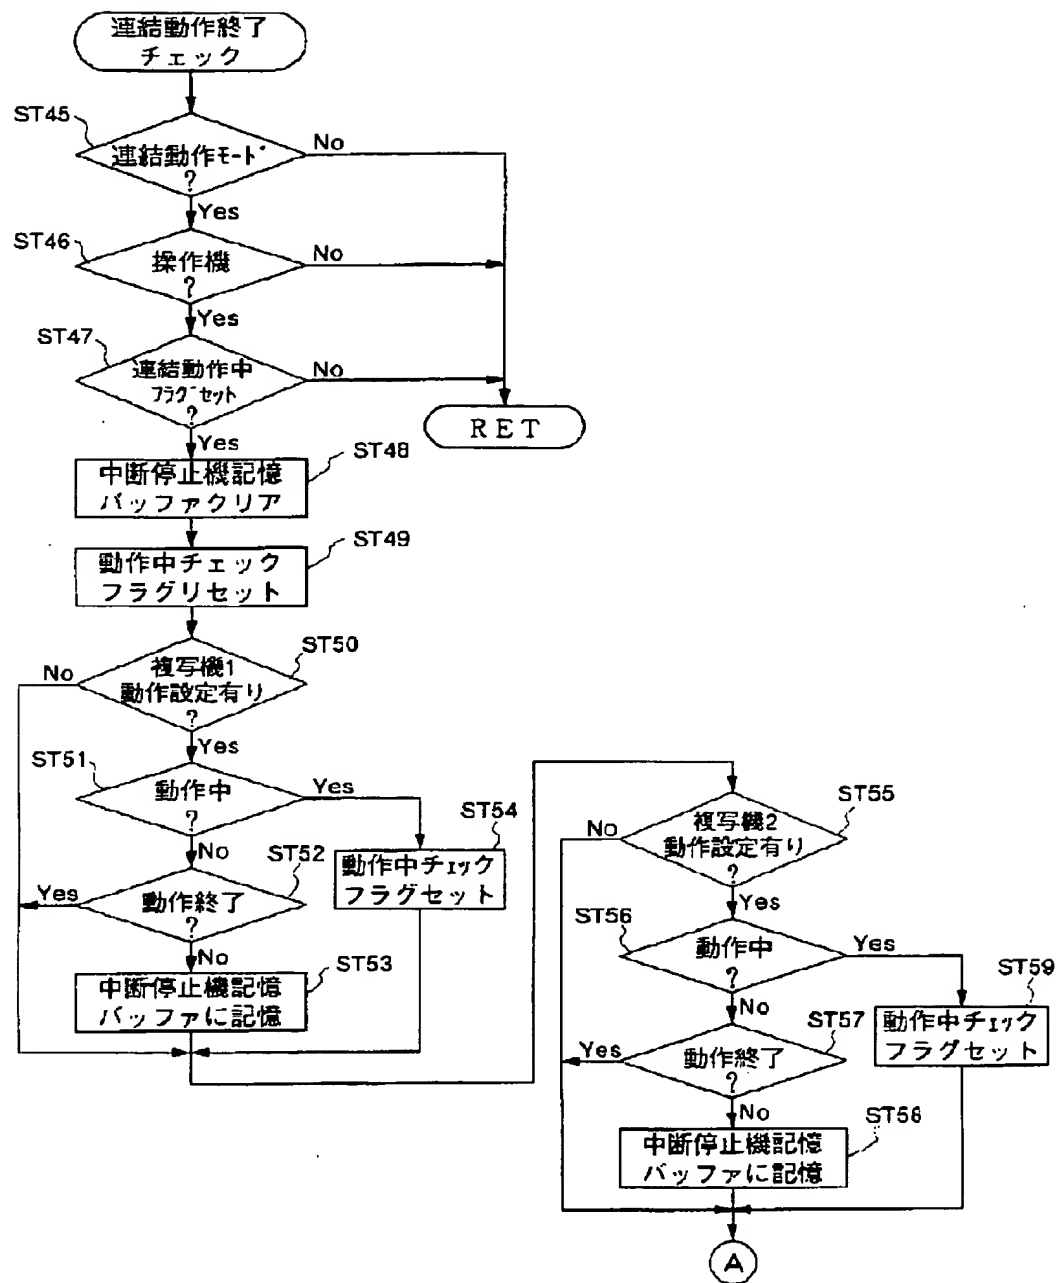 連結動作終了
チェック
ST45
連結動作ﾓｰﾄﾞ
?
No
Yes
ST46
操作機
?
No
Yes
ST47
連結動作中
ﾌﾗｸﾞｾｯﾄ
?
No
Yes
RET
ST48
中断停止機記憶
バッファクリア
ST49
動作中チェック
フラグリセット
ST50
複写機1
動作設定有り
?
No
Yes
ST51
動作中
?
Yes
No
ST54
動作中チェック
フラグセット
ST52
動作終了
?
Yes
No
ST53
中断停止機記憶
バッファに記憶
ST55
複写機2
動作設定有り
?
No
Yes
ST56
動作中
?
Yes
No
ST59
動作中チェック
フラグセット
ST57
動作終了
?
Yes
No
ST58
中断停止機記憶
バッファに記憶
A